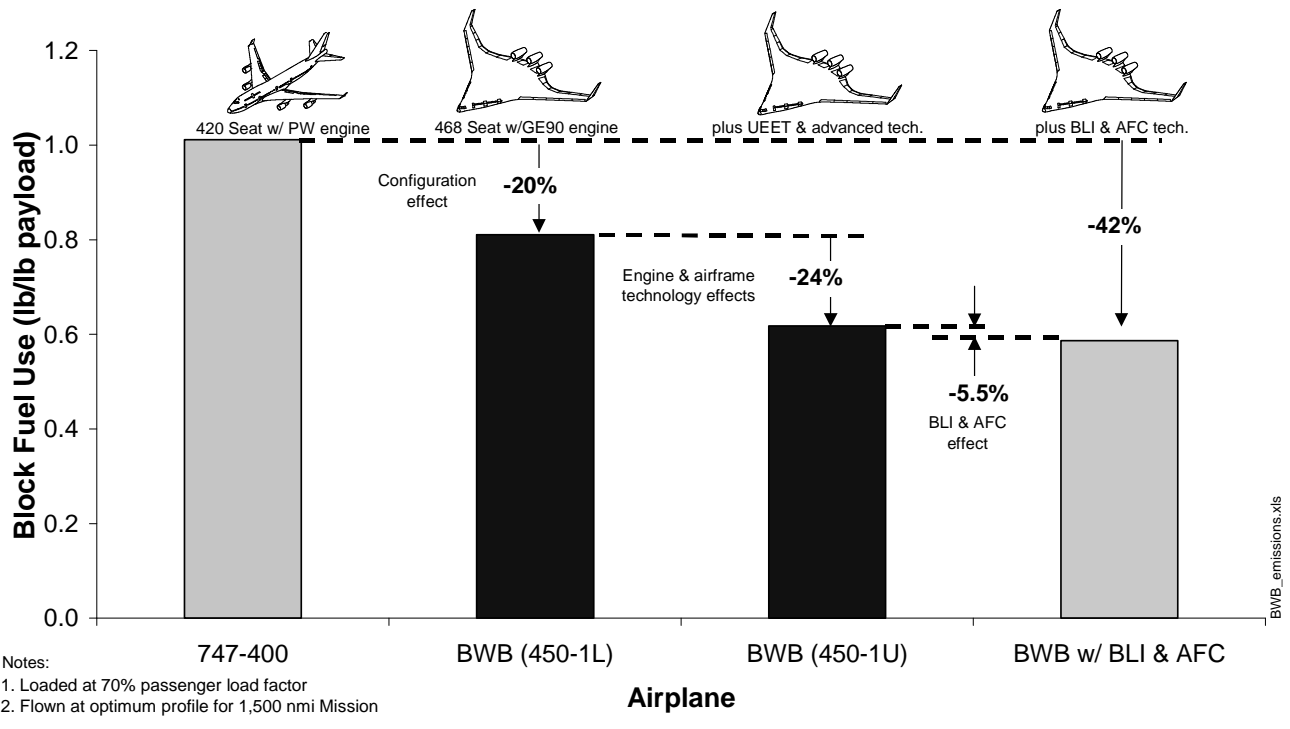 1.2
1.0
0.8
0.6
0.4
0.2
0.0
Block Fuel Use (lb/lb payload)
420 Seat w/ PW engine
468 Seat w/GE90 engine
plus UEET & advanced tech.
plus BLI & AFC tech.
Configuration
effect
-20%
-42%
Engine & airframe
technology effects
-24%
-5.5%
BLI & AFC
effect
BWB_emissions.xls
747-400
BWB (450-1L)
BWB (450-1U)
BWB w/ BLI & AFC
Airplane
Notes:
1. Loaded at 70% passenger load factor
2. Flown at optimum profile for 1,500 nmi Mission